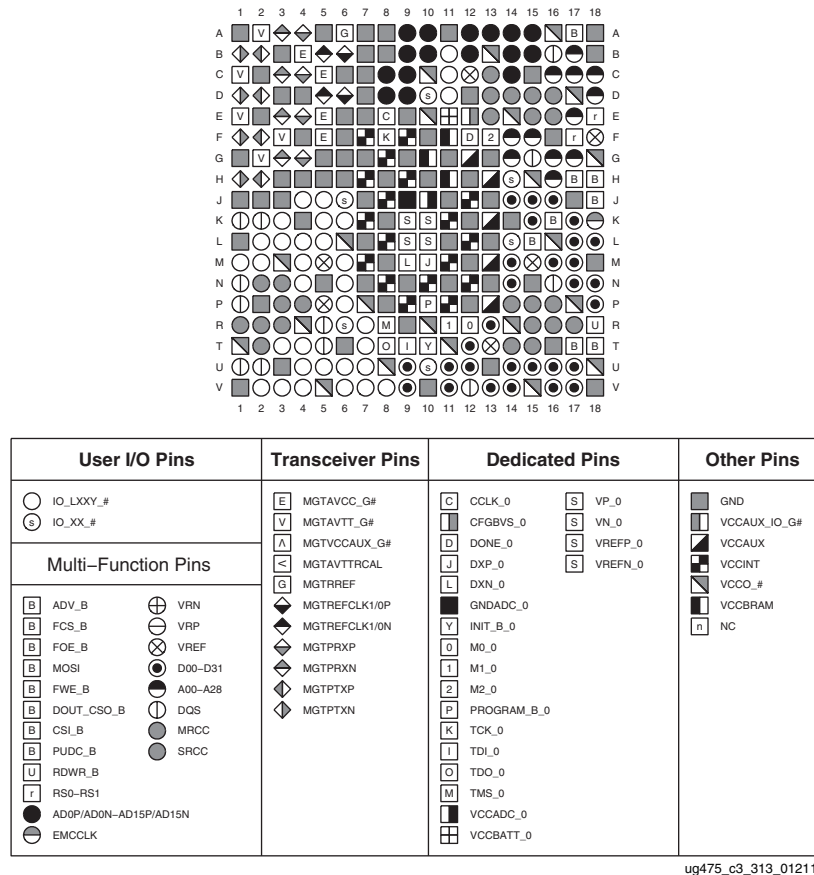 1 2 3 4 5 6 7 8 9 10 11 12 13 14 15 16 17 18
A V G B A
B E B
C V E C
D s D
E V E C r E
F V E K D 2 r F
G V G
H s B B H
J s B J
K S S B K
L S S s B L
M L J M
N N
P P P
R s M 1 0 U R
T O I Y B B T
U s U
V V
1 2 3 4 5 6 7 8 9 10 11 12 13 14 15 16 17 18
User I/O Pins
IO_LXXY_#
s IO_XX_#
Multi–Function Pins
B ADV_B
B FCS_B
B FOE_B
B MOSI
B FWE_B
B DOUT_CSO_B
B CSI_B
B PUDC_B
U RDWR_B
r RS0–RS1
AD0P/AD0N–AD15P/AD15N
EMCCLK
VRN
VRP
VREF
D00–D31
A00–A28
DQS
MRCC
SRCC
Transceiver Pins
E MGTAVCC_G#
V MGTAVTT_G#
Λ MGTVCCAUX_G#
< MGTAVTTRCAL
G MGTRREF
MGTREFCLK1/0P
MGTREFCLK1/0N
MGTPRXP
MGTPRXN
MGTPTXP
MGTPTXN
Dedicated Pins
C CCLK_0
CFGBVS_0
D DONE_0
J DXP_0
L DXN_0
GNDADC_0
Y INIT_B_0
0 M0_0
1 M1_0
2 M2_0
P PROGRAM_B_0
K TCK_0
I TDI_0
O TDO_0
M TMS_0
VCCADC_0
VCCBATT_0
S VP_0
S VN_0
S VREFP_0
S VREFN_0
Other Pins
GND
VCCAUX_IO_G#
VCCAUX
VCCINT
VCCO_#
VCCBRAM
n NC
ug475_c3_313_01211